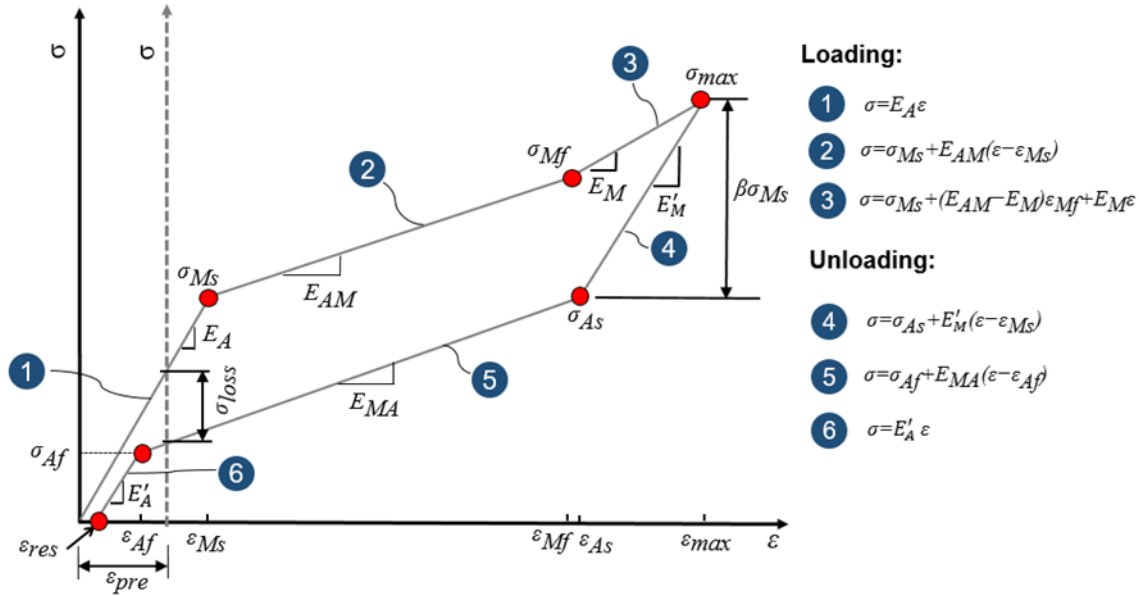 σ
σ
σmax
3
σMf
EM
E′M
βσMs
2
4
σMs
EAM
σAs
EA
1
σloss
EMA
5
σAf
6
E′A
εres
εAf
εMs
εMf
εAs
εmax
ε
εpre
Loading:
1 σ=EAε
2 σ=σMs+EAM(ε−εMs)
3 σ=σMs+(EAM−EM)εMf+EMε
Unloading:
4 σ=σAs+E′M(ε−εMs)
5 σ=σAf+EMA(ε−εAf)
6 σ=E′A ε